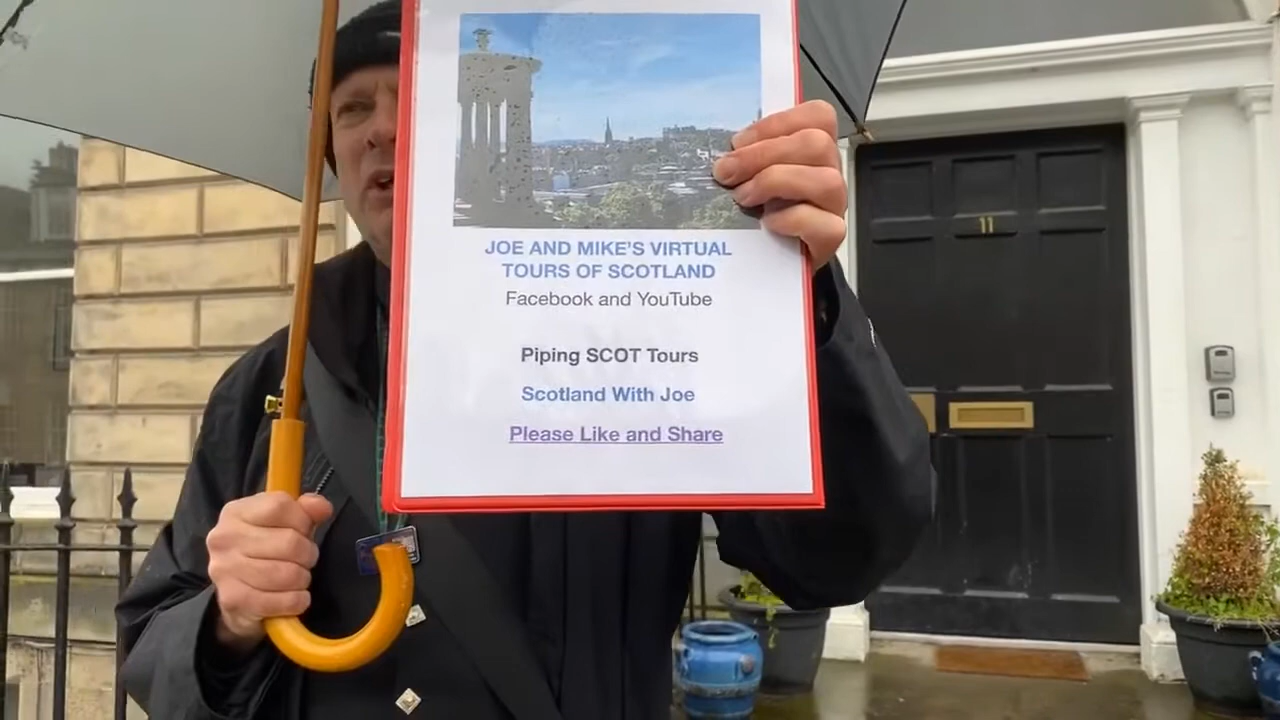 JOE AND MIKE'S VIRTUAL
TOURS OF SCOTLAND
Facebook and YouTube
Piping SCOT Tours
Scotland With Joe
Please Like and Share
11